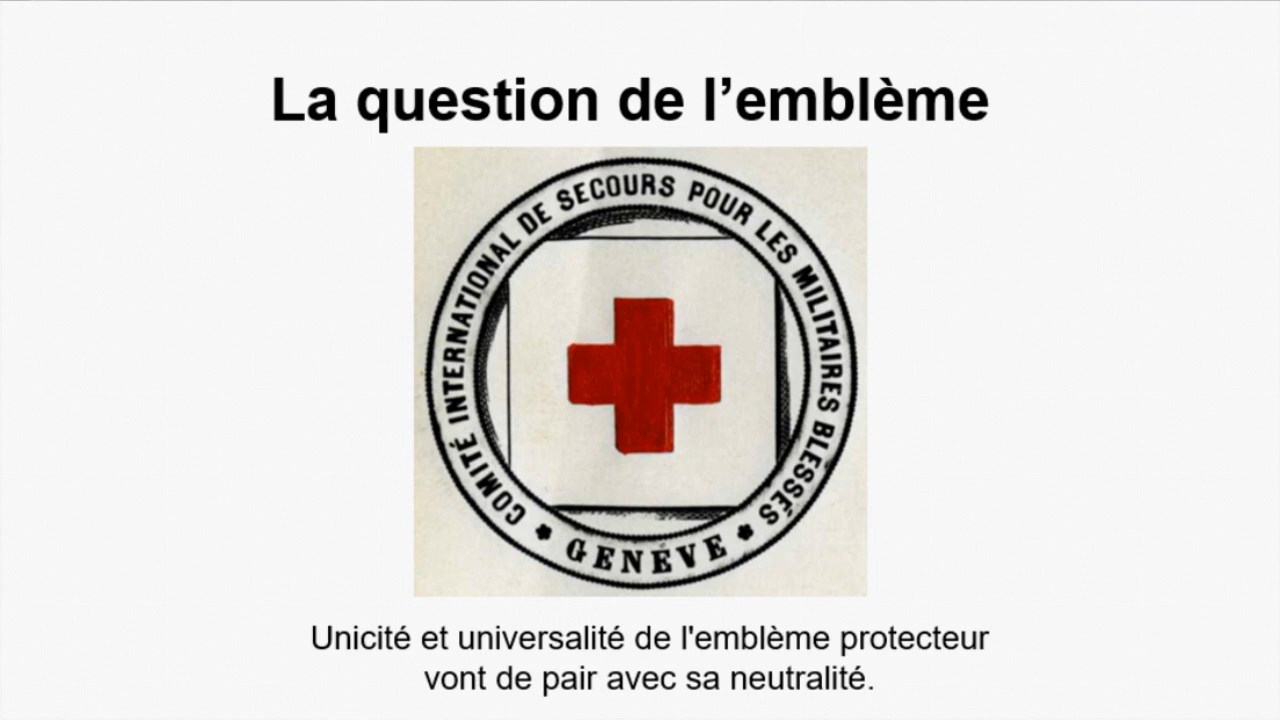 La question de l’emblème
COMITÉ INTERNATIONAL DE SECOURS POUR LES MILITAIRES BLESSÉS
GENÉVE
Unicité et universalité de l'emblème protecteur
vont de pair avec sa neutralité.